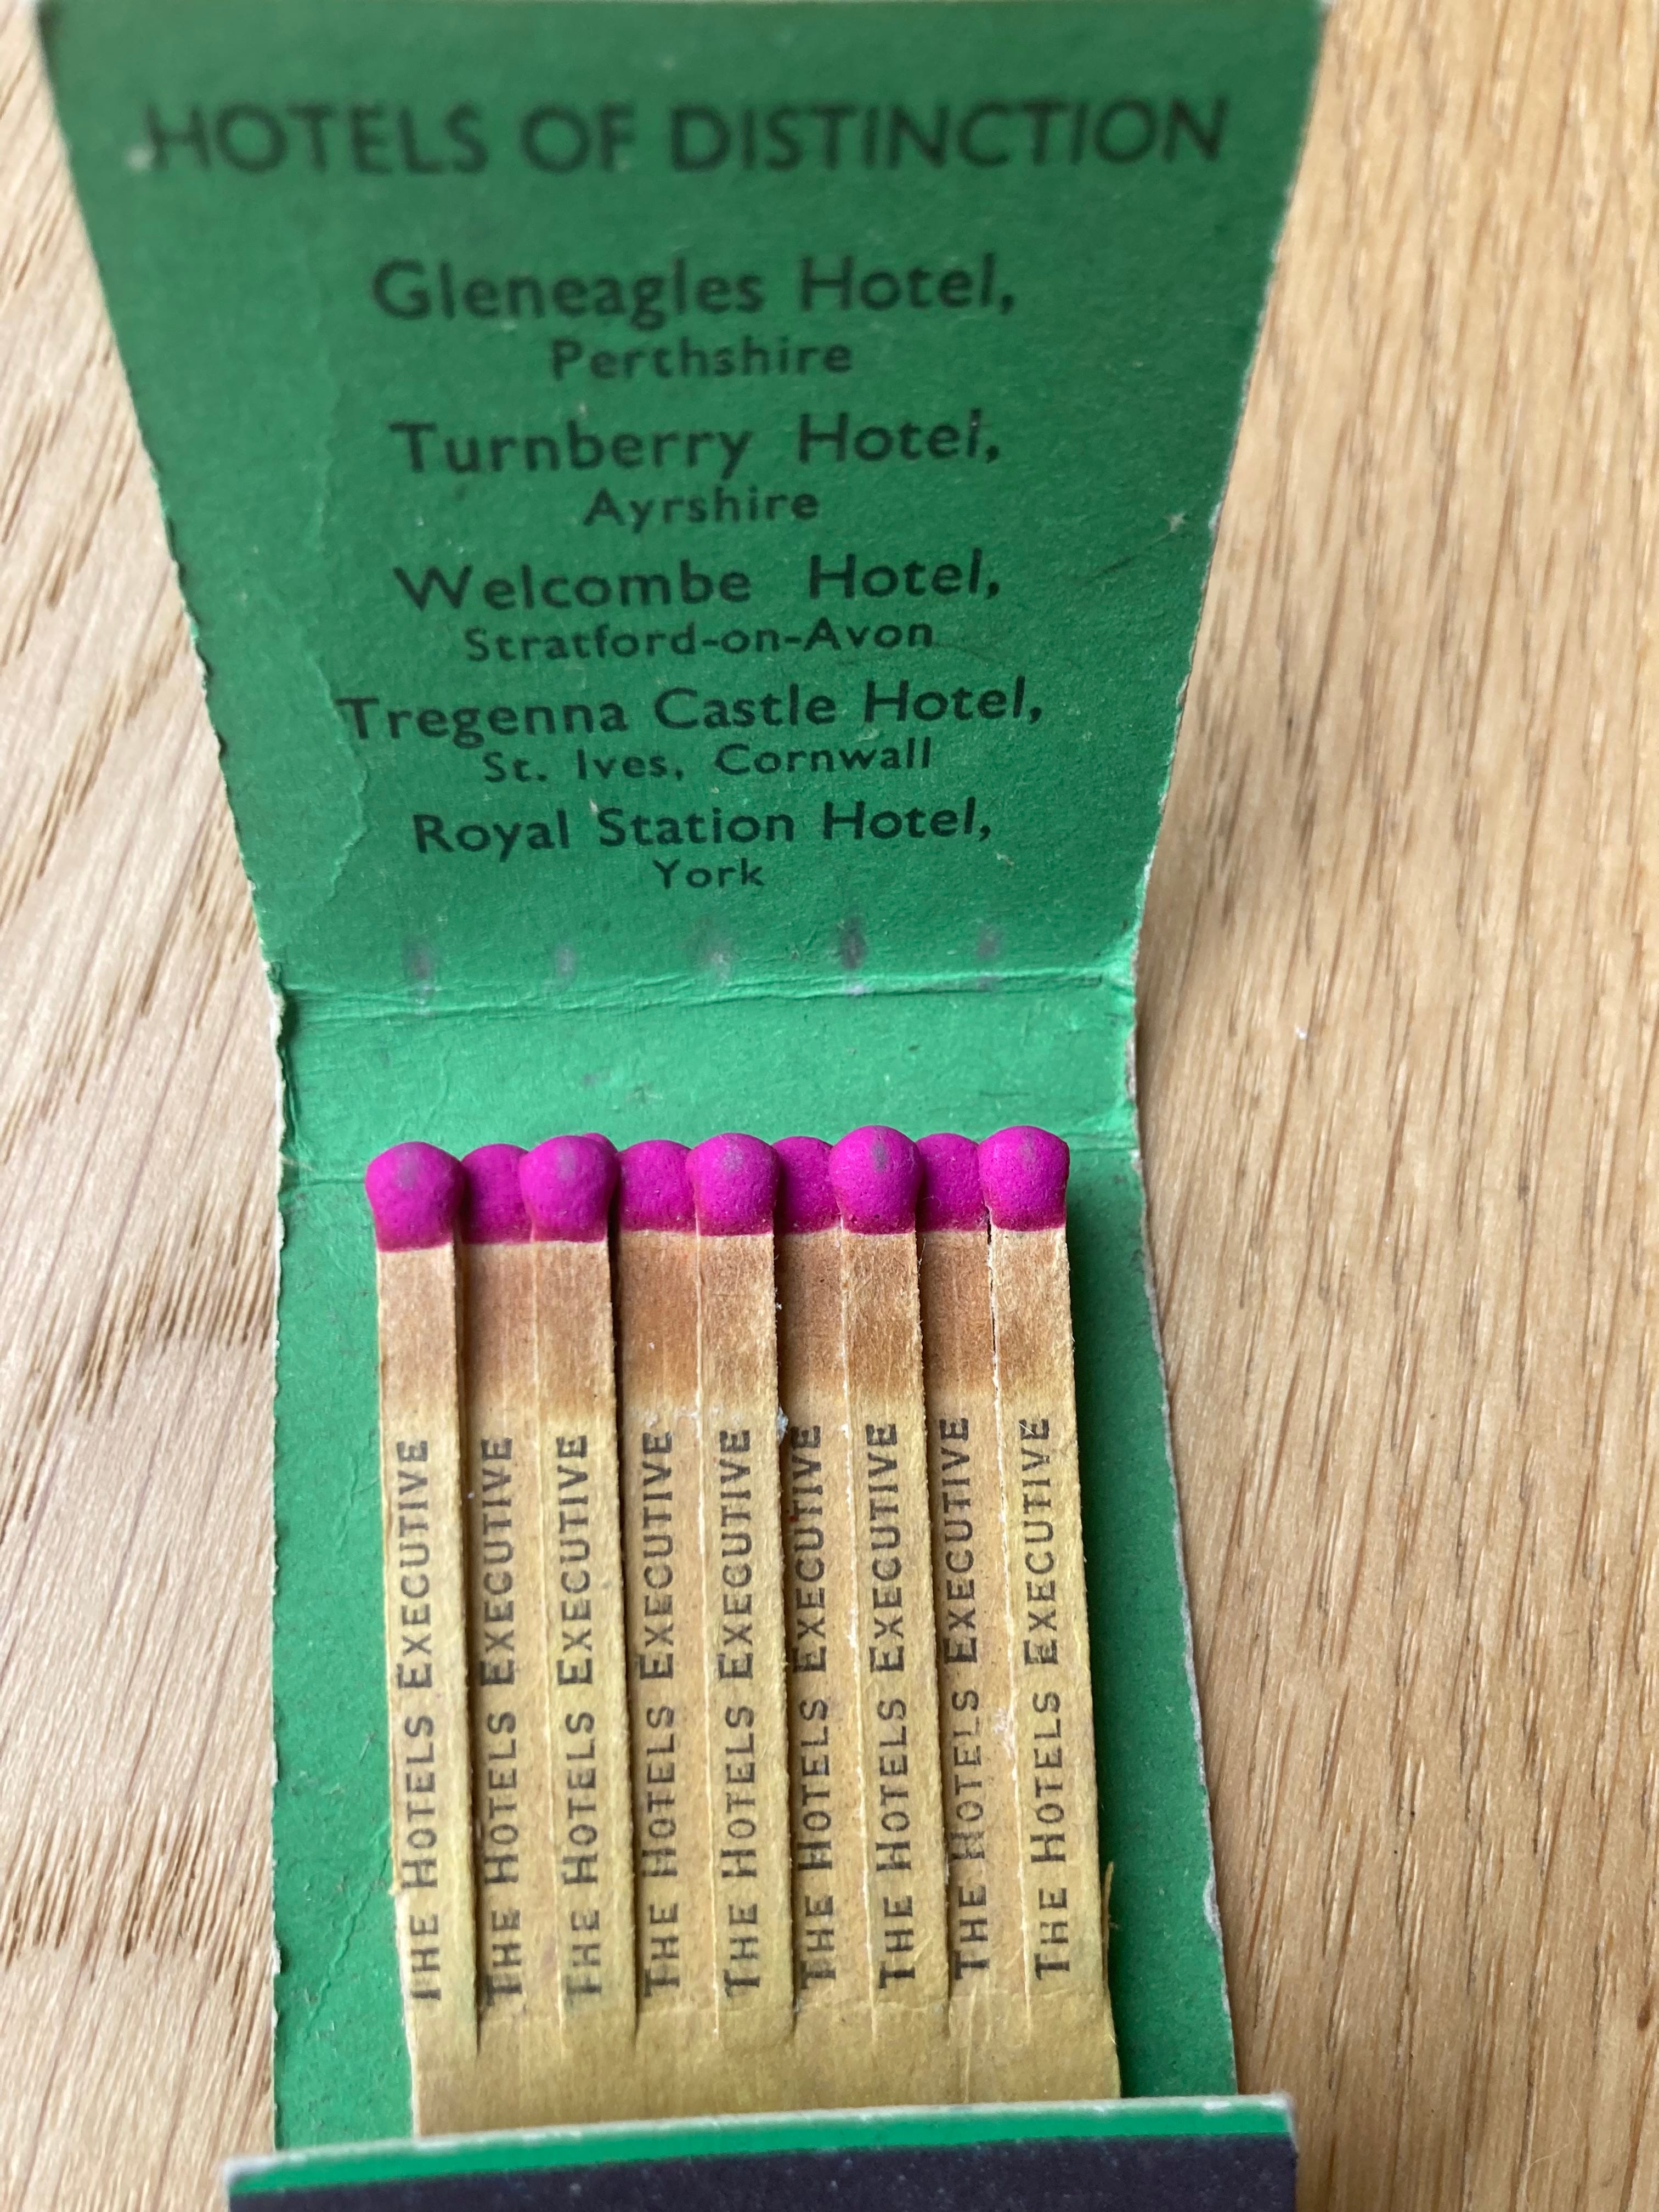 HOTELS OF DISTINCTION
Gleneagles Hotel,
Perthshire
Turnberry Hotel,
Ayrshire
Welcombe Hotel,
Stratford-on-Avon
Tregenna Castle Hotel,
St. Ives, Cornwall
Royal Station Hotel,
York
THE HOTELS EXECUTIVE
THE HOTELS EXECUTIVE
THE HOTELS EXECUTIVE
THE HOTELS EXECUTIVE
THE HOTELS EXECUTIVE
THE HOTELS EXECUTIVE
THE HOTELS EXECUTIVE
THE HOTELS EXECUTIVE
THE HOTELS EXECUTIVE